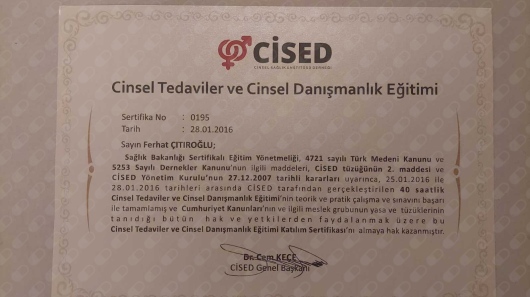 CİSED
CİNSEL SAĞLIK ENSTİTÜSÜ DERNEĞİ
Cinsel Tedaviler ve Cinsel Danışmanlık Eğitimi
Sertifika No : 0195
Tarih : 28.01.2016
Sayın Ferhat ÇITIROĞLU;
Sağlık Bakanlığı Sertifikalı Eğitim Yönetmeliği, 4721 sayılı Türk Medeni Kanunu ve
5253 Sayılı Dernekler Kanunu'nun ilgili maddeleri, CİSED tüzüğünün 2. maddesi ve
CİSED Yönetim Kurulu'nun 27.12.2007 tarihli kararları uyarınca, 25.01.2016 ile
28.01.2016 tarihleri arasında CİSED tarafından gerçekleştirilen 40 saatlik
Cinsel Tedaviler ve Cinsel Danışmanlık Eğitimi'nin teorik ve pratik çalışma ve sınavını başarı
ile tamamlamış ve Cumhuriyet Kanunları'nın ve ilgili meslek grubunun yasa ve tüzüklerinin
tanıdığı bütün hak ve yetkilerden faydalanmak üzere bu
Cinsel Tedaviler ve Cinsel Danışmanlık Eğitimi Katılım Sertifikası'nı almaya hak kazanmıştır.
Dr. Cem KEÇE
CİSED Genel Başkanı